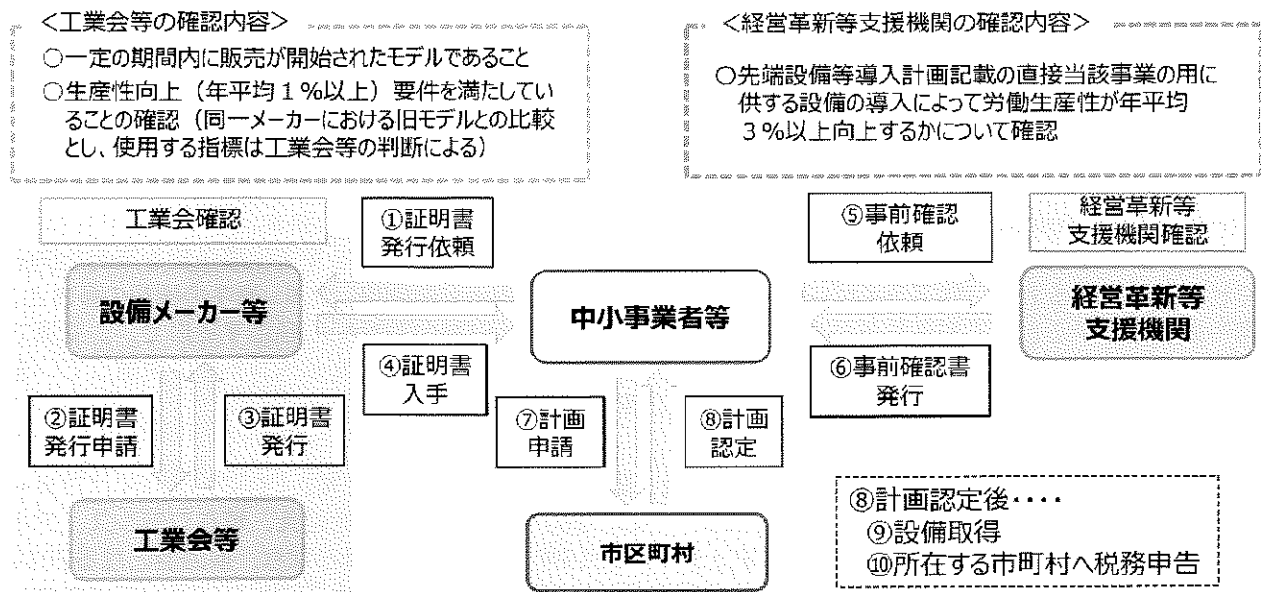 ＜工業会等の確認内容＞
○一定の期間内に販売が開始されたモデルであること
○生産性向上（年平均１％以上）要件を満たしてい
ることの確認（同一メーカーにおける旧モデルとの比較
とし、使用する指標は工業会等の判断による）
＜経営革新等支援機関の確認内容＞
○先端設備等導入計画記載の直接当該事業の用に
供する設備の導入によって労働生産性が年平均
３％以上向上するかについて確認
工業会確認
①証明書
発行依頼
⑤事前確認
依頼
経営革新等
支援機関確認
設備メーカー等
中小事業者等
経営革新等
支援機関
④証明書
入手
⑥事前確認書
発行
②証明書
発行申請
③証明書
発行
⑦計画
申請
⑧計画
認定
工業会等
市区町村
⑧計画認定後････
⑨設備取得
⑩所在する市町村へ税務申告